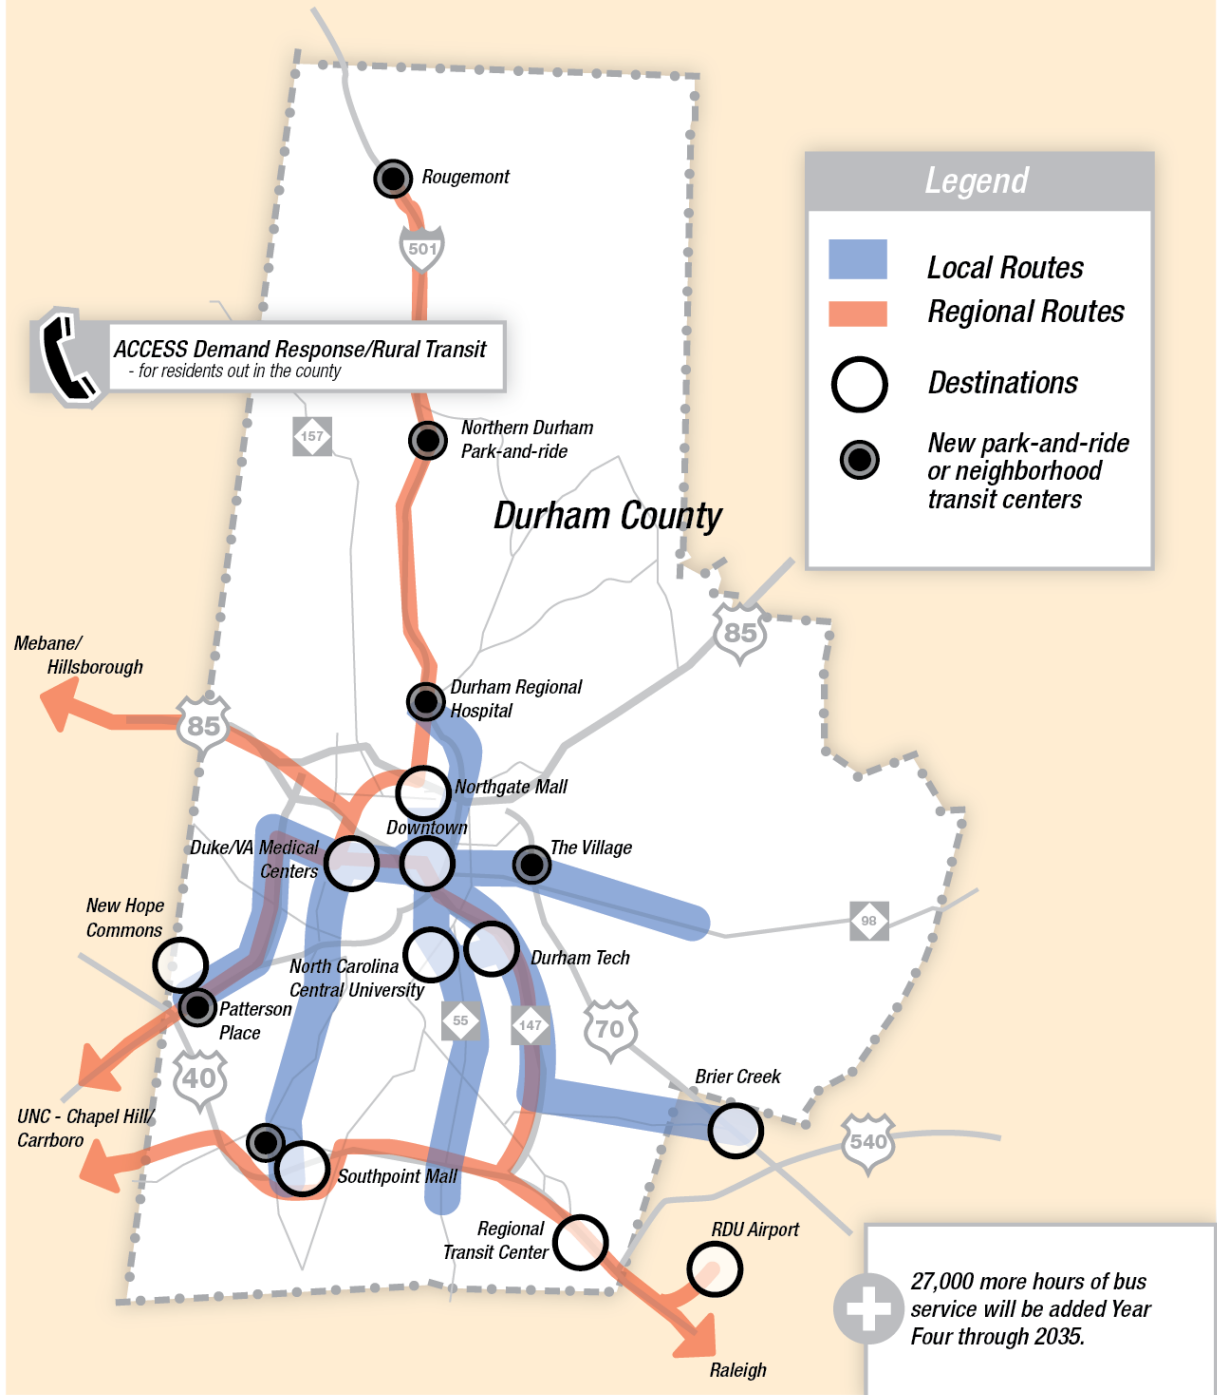 Rougemont
501
Legend
Local Routes
Regional Routes
Destinations
New park-and-ride
or neighborhood
transit centers
ACCESS Demand Response/Rural Transit
- for residents out in the county
157
Northern Durham
Park-and-ride
Durham County
85
Mebane/
Hillsborough
85
Durham Regional
Hospital
Northgate Mall
Downtown
Duke/VA Medical
Centers
The Village
New Hope
Commons
98
North Carolina
Central University
Durham Tech
Patterson
Place
55
147
70
40
Brier Creek
UNC - Chapel Hill/
Carrboro
540
Southpoint Mall
Regional
Transit Center
RDU Airport
Raleigh
27,000 more hours of bus
service will be added Year
Four through 2035.